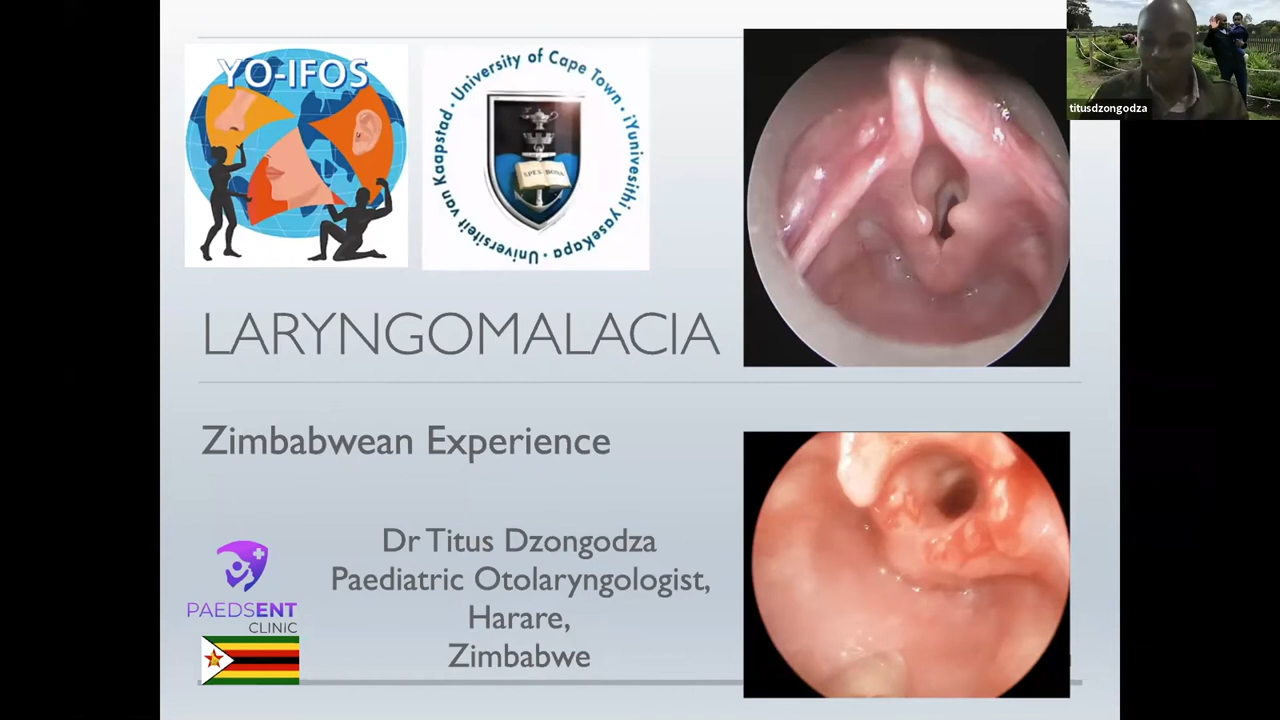 YO-IFOS
University of Cape Town · iYunivesithi yaseKapa · Universiteit van Kaapstad ·
SPES BONA
titusdzongodza
LARYNGOMALACIA
Zimbabwean Experience
Dr Titus Dzongodza
Paediatric Otolaryngologist,
Harare,
Zimbabwe
PAEDSENT
CLINIC